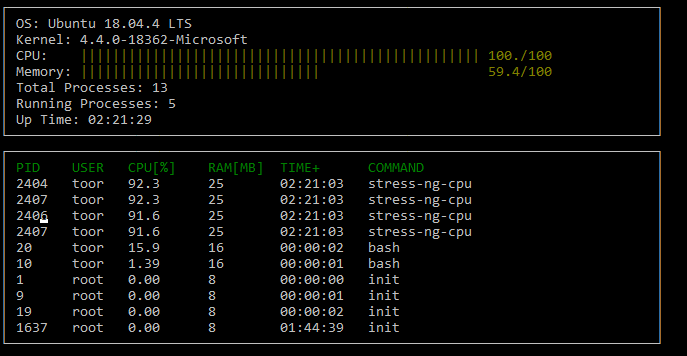 OS: Ubuntu 18.04.4 LTS
Kernel: 4.4.0-18362-Microsoft
CPU: |||||||||||||||||||||||||||||||||||||||||||||||||| 100./100
Memory: |||||||||||||||||||||||||||||| 59.4/100
Total Processes: 13
Running Processes: 5
Up Time: 02:21:29
PID USER CPU[%] RAM[MB] TIME+ COMMAND
2404 toor 92.3 25 02:21:03 stress-ng-cpu
2407 toor 92.3 25 02:21:03 stress-ng-cpu
2406 toor 91.6 25 02:21:03 stress-ng-cpu
2407 toor 91.6 25 02:21:03 stress-ng-cpu
20 toor 15.9 16 00:00:02 bash
10 toor 1.39 16 00:00:01 bash
1 root 0.00 8 00:00:00 init
9 root 0.00 8 00:00:01 init
19 root 0.00 8 00:00:02 init
1637 root 0.00 8 01:44:39 init